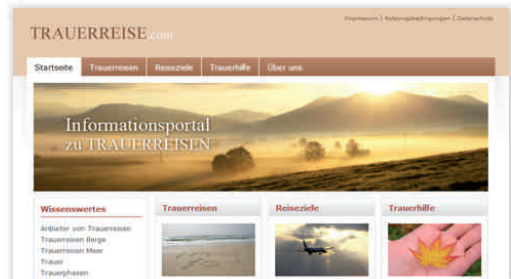 Impressum | Nutzungsbedingungen | Datenschutz
TRAUERREISE.com
Startseite Trauerreisen Reiseziele Trauerhilfe Über uns
Informationsportal
zu TRAUERREISEN
Wissenswertes
Anbieter von Trauerreisen
Trauerreisen Berge
Trauerreisen Meer
Trauer
Trauerphasen
Trauerreisen
Reiseziele
Trauerhilfe